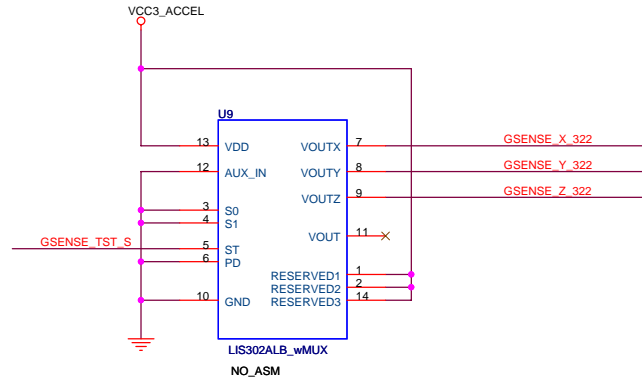 VCC3_ACCEL
U9
13 VDD VOUTX 7 GSENSE_X_322
12 AUX_IN VOUTY 8 GSENSE_Y_322
VOUTZ 9 GSENSE_Z_322
3 S0
4 S1
VOUT 11
GSENSE_TST_S 5 ST
6 PD
RESERVED1 1
RESERVED2 2
10 GND RESERVED3 14
LIS302ALB_wMUX
NO_ASM